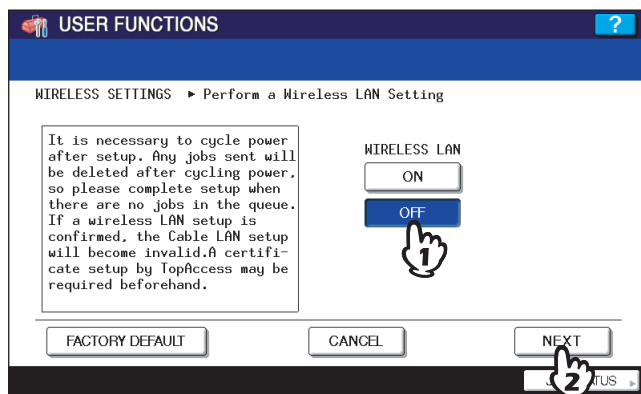 USER FUNCTIONS
?
WIRELESS SETTINGS ▶ Perform a Wireless LAN Setting
It is necessary to cycle power
after setup. Any jobs sent will
be deleted after cycling power,
so please complete setup when
there are no jobs in the queue.
If a wireless LAN setup is
confirmed, the Cable LAN setup
will become invalid.A certifi-
cate setup by TopAccess may be
required beforehand.
WIRELESS LAN
ON
OFF
1
FACTORY DEFAULT
CANCEL
NEXT
2